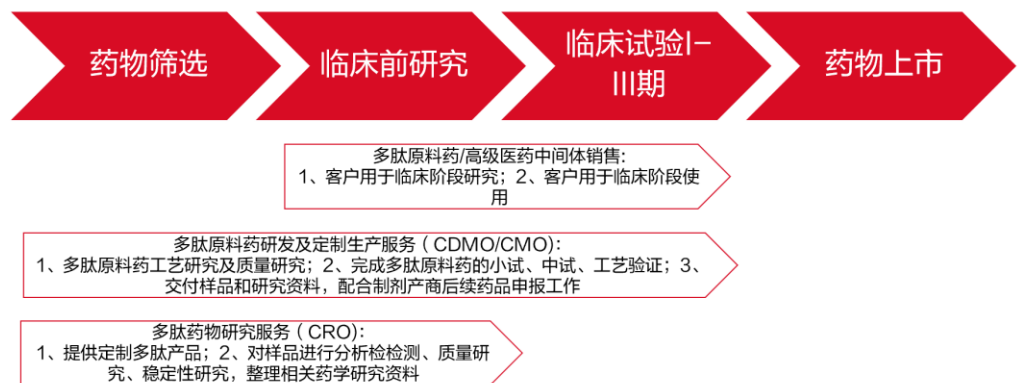 药物筛选
临床前研究
临床试验I-
III期
药物上市
多肽原料药/高级医药中间体销售:
1、客户用于临床阶段研究；2、客户用于临床阶段使
用
多肽原料药研发及定制生产服务（CDMO/CMO）:
1、多肽原料药工艺研究及质量研究；2、完成多肽原料药的小试、中试、工艺验证；3、
交付样品和研究资料，配合制剂产商后续药品申报工作
多肽药物研究服务（CRO）:
1、提供定制多肽产品；2、对样品进行分析检检测、质量研
究、稳定性研究，整理相关药学研究资料